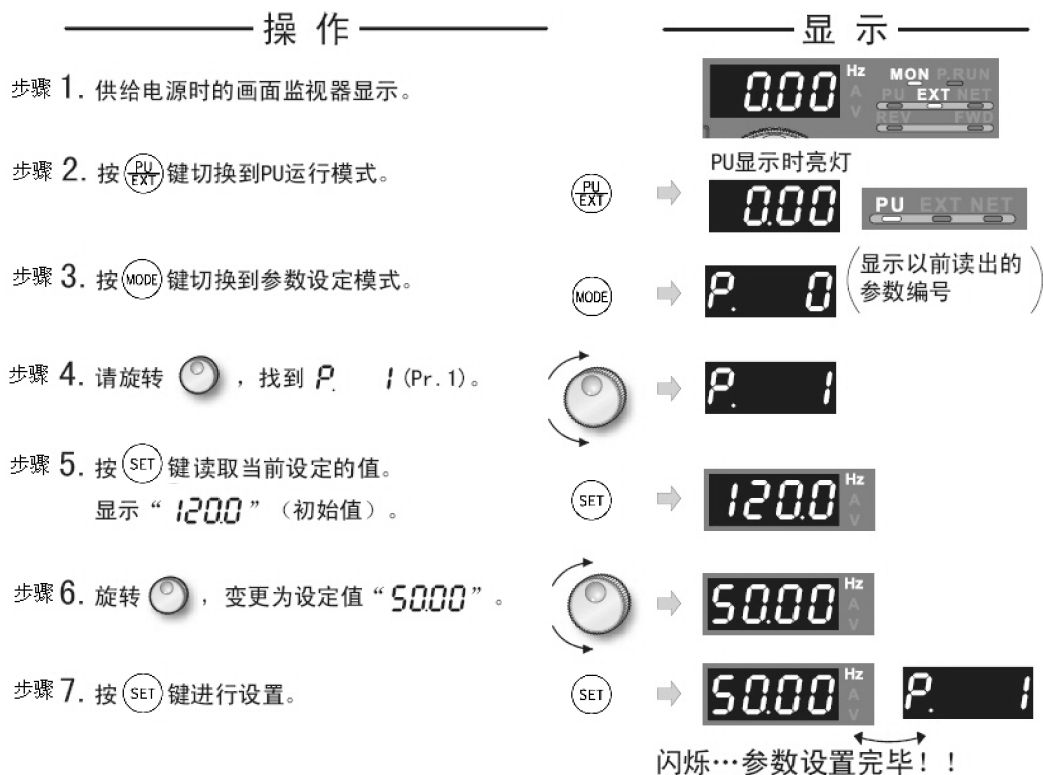 操 作
显 示
步骤 1. 供给电源时的画面监视器显示。
0.00 Hz A V MON P.RUN
PU EXT NET
REV FWD
步骤 2. 按 PU/EXT 键切换到PU运行模式。
PU/EXT
PU显示时亮灯
0.00
PU EXT NET
步骤 3. 按 MODE 键切换到参数设定模式。
MODE
P. 0
(显示以前读出的
参数编号)
步骤 4. 请旋转 ，找到 P. 1 (Pr.1)。
P. 1
步骤 5. 按 SET 键读取当前设定的值。
显示“120.0”（初始值）。
SET
120.0 Hz A V
步骤 6. 旋转 ，变更为设定值“50.00”。
50.00 Hz A V
步骤 7. 按 SET 键进行设置。
SET
50.00 Hz A V
P. 1
闪烁…参数设置完毕！！